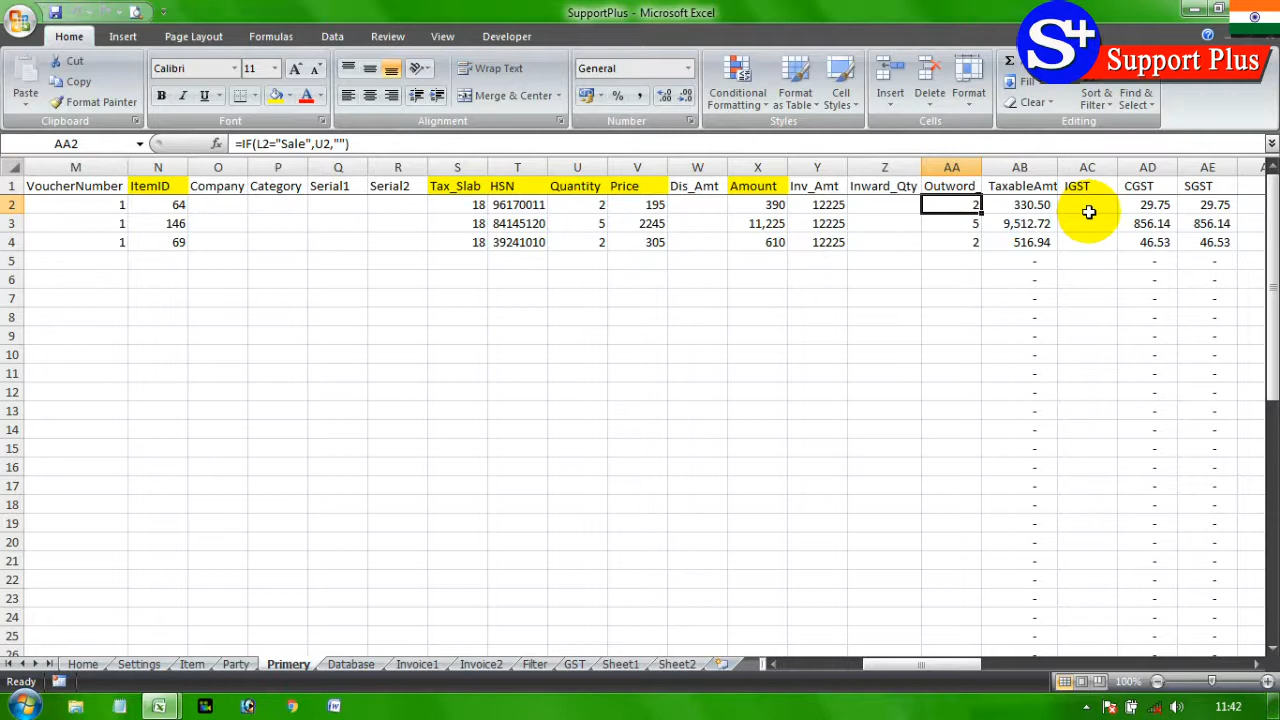 SupportPlus - Microsoft Excel
S+ Support Plus
Home Insert Page Layout Formulas Data Review View Developer
Paste Cut Copy Format Painter Clipboard
Calibri 11 A A B I U A Font
Wrap Text Merge & Center Alignment
General % , Number
Conditional Formatting Format as Table Cell Styles Styles
Insert Delete Format Cells
Σ Fill Clear Sort & Filter Find & Select Editing
AA2 fx =IF(L2="Sale",U2,"")
M N O P Q R S T U V W X Y Z AA AB AC AD AE
1 VoucherNumber ItemID Company Category Serial1 Serial2 Tax_Slab HSN Quantity Price Dis_Amt Amount Inv_Amt Inward_Qty Outword TaxableAmt IGST CGST SGST
2 1 64 18 96170011 2 195 390 12225 2 330.50 29.75 29.75
3 1 146 18 84145120 5 2245 11,225 12225 5 9,512.72 856.14 856.14
4 1 69 18 39241010 2 305 610 12225 2 516.94 46.53 46.53
5 - - -
6 - - -
7 - - -
8 - - -
9 - - -
10 - - -
11 - - -
12 - - -
13 - - -
14 - - -
15 - - -
16 - - -
17 - - -
18 - - -
19 - - -
20 - - -
21 - - -
22 - - -
23 - - -
24 - - -
25 - - -
Home Settings Item Party Primery Database Invoice1 Invoice2 Filter GST Sheet1 Sheet2
Ready 100%
11:42